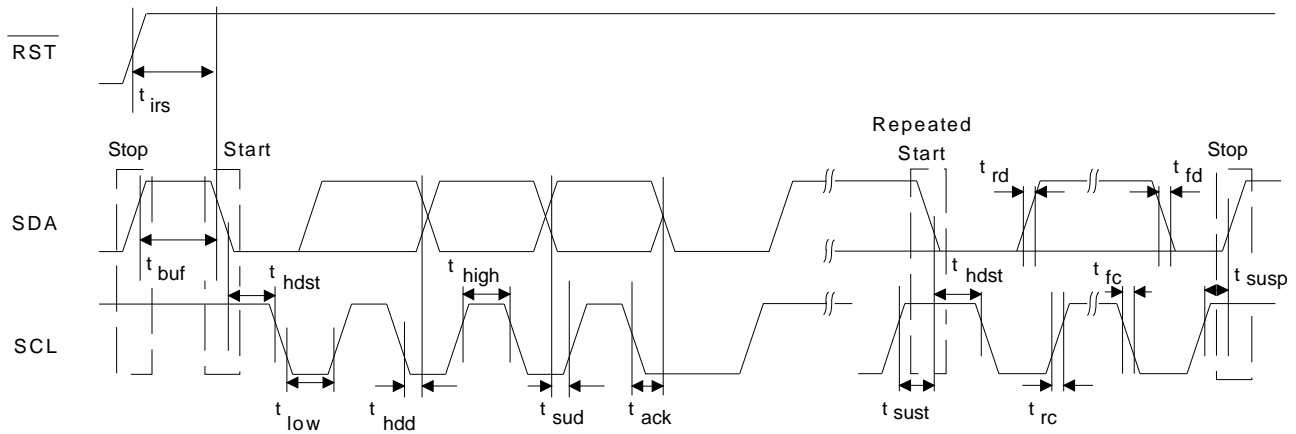 RST
t irs
Repeated
Stop
Start
Start
Stop
t rd
t fd
SDA
t buf
t hdst
t high
t hdst
t fc
t susp
SCL
t low
t hdd
t sud
t ack
t sust
t rc